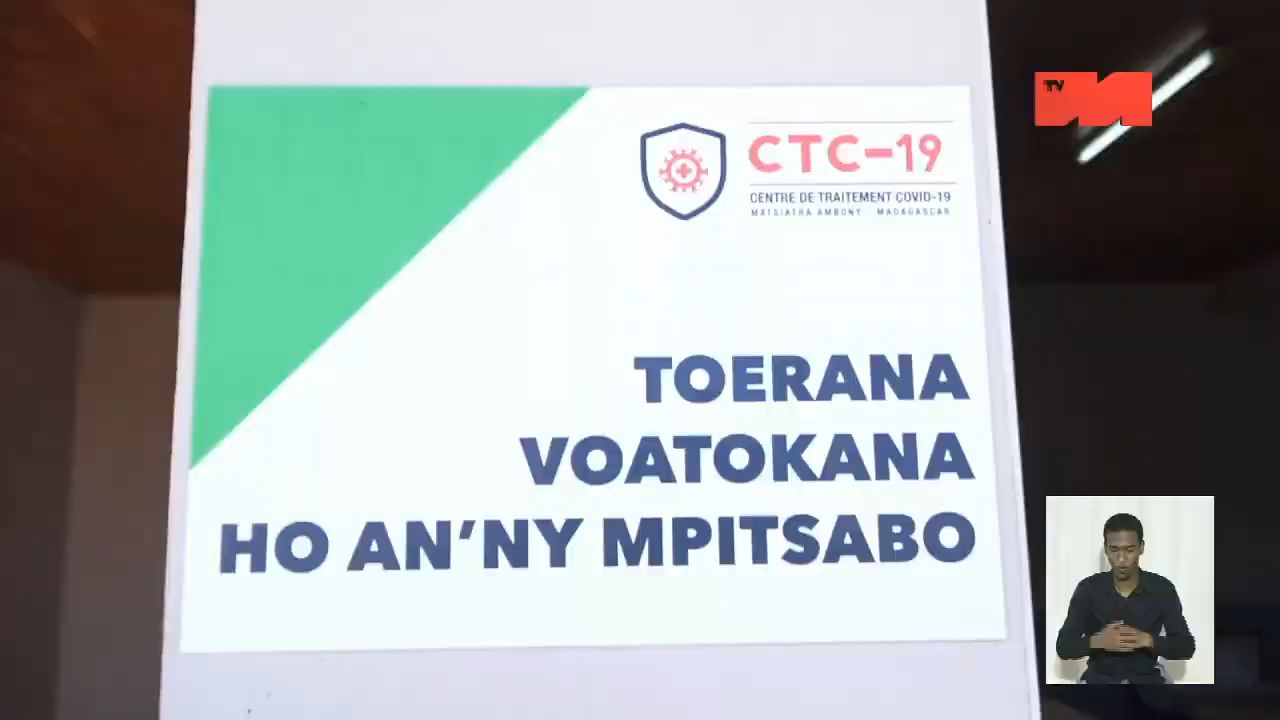 CTC-19
CENTRE DE TRAITEMENT COVID-19
MATSIATRA AMBONY MADAGASCAR
TOERANA
VOATOKANA
HO AN'NY MPITSABO
TV